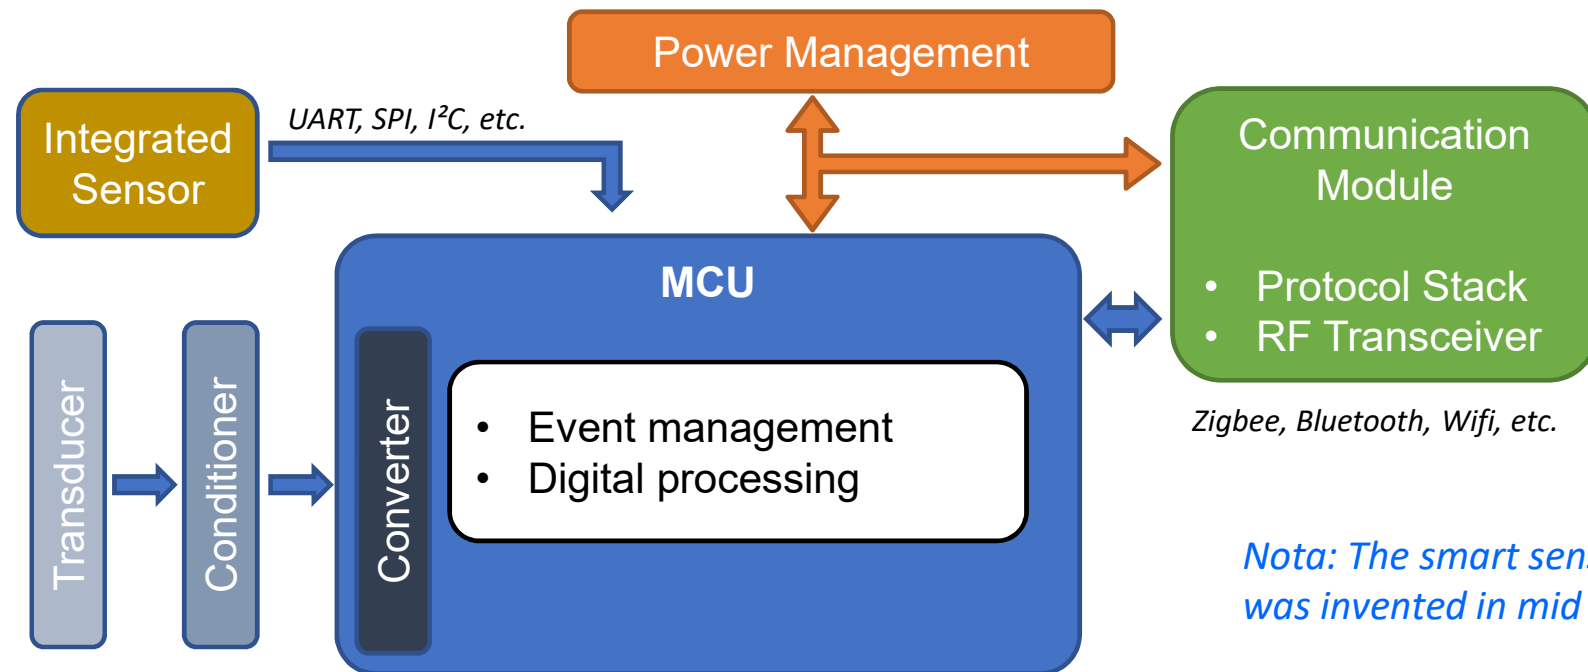 Power Management
Integrated
Sensor
UART, SPI, I²C, etc.
Communication
Module
• Protocol Stack
• RF Transceiver
Zigbee, Bluetooth, Wifi, etc.
MCU
Transducer
Conditioner
Converter
• Event management
• Digital processing
Nota: The smart
was invented in mid